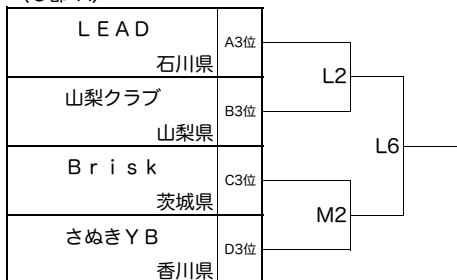 ＬＥＡＤ
石川県
A3位
山梨クラブ
山梨県
B3位
L2
Ｂｒｉｓｋ
茨城県
C3位
さぬきＹＢ
香川県
D3位
M2
L6